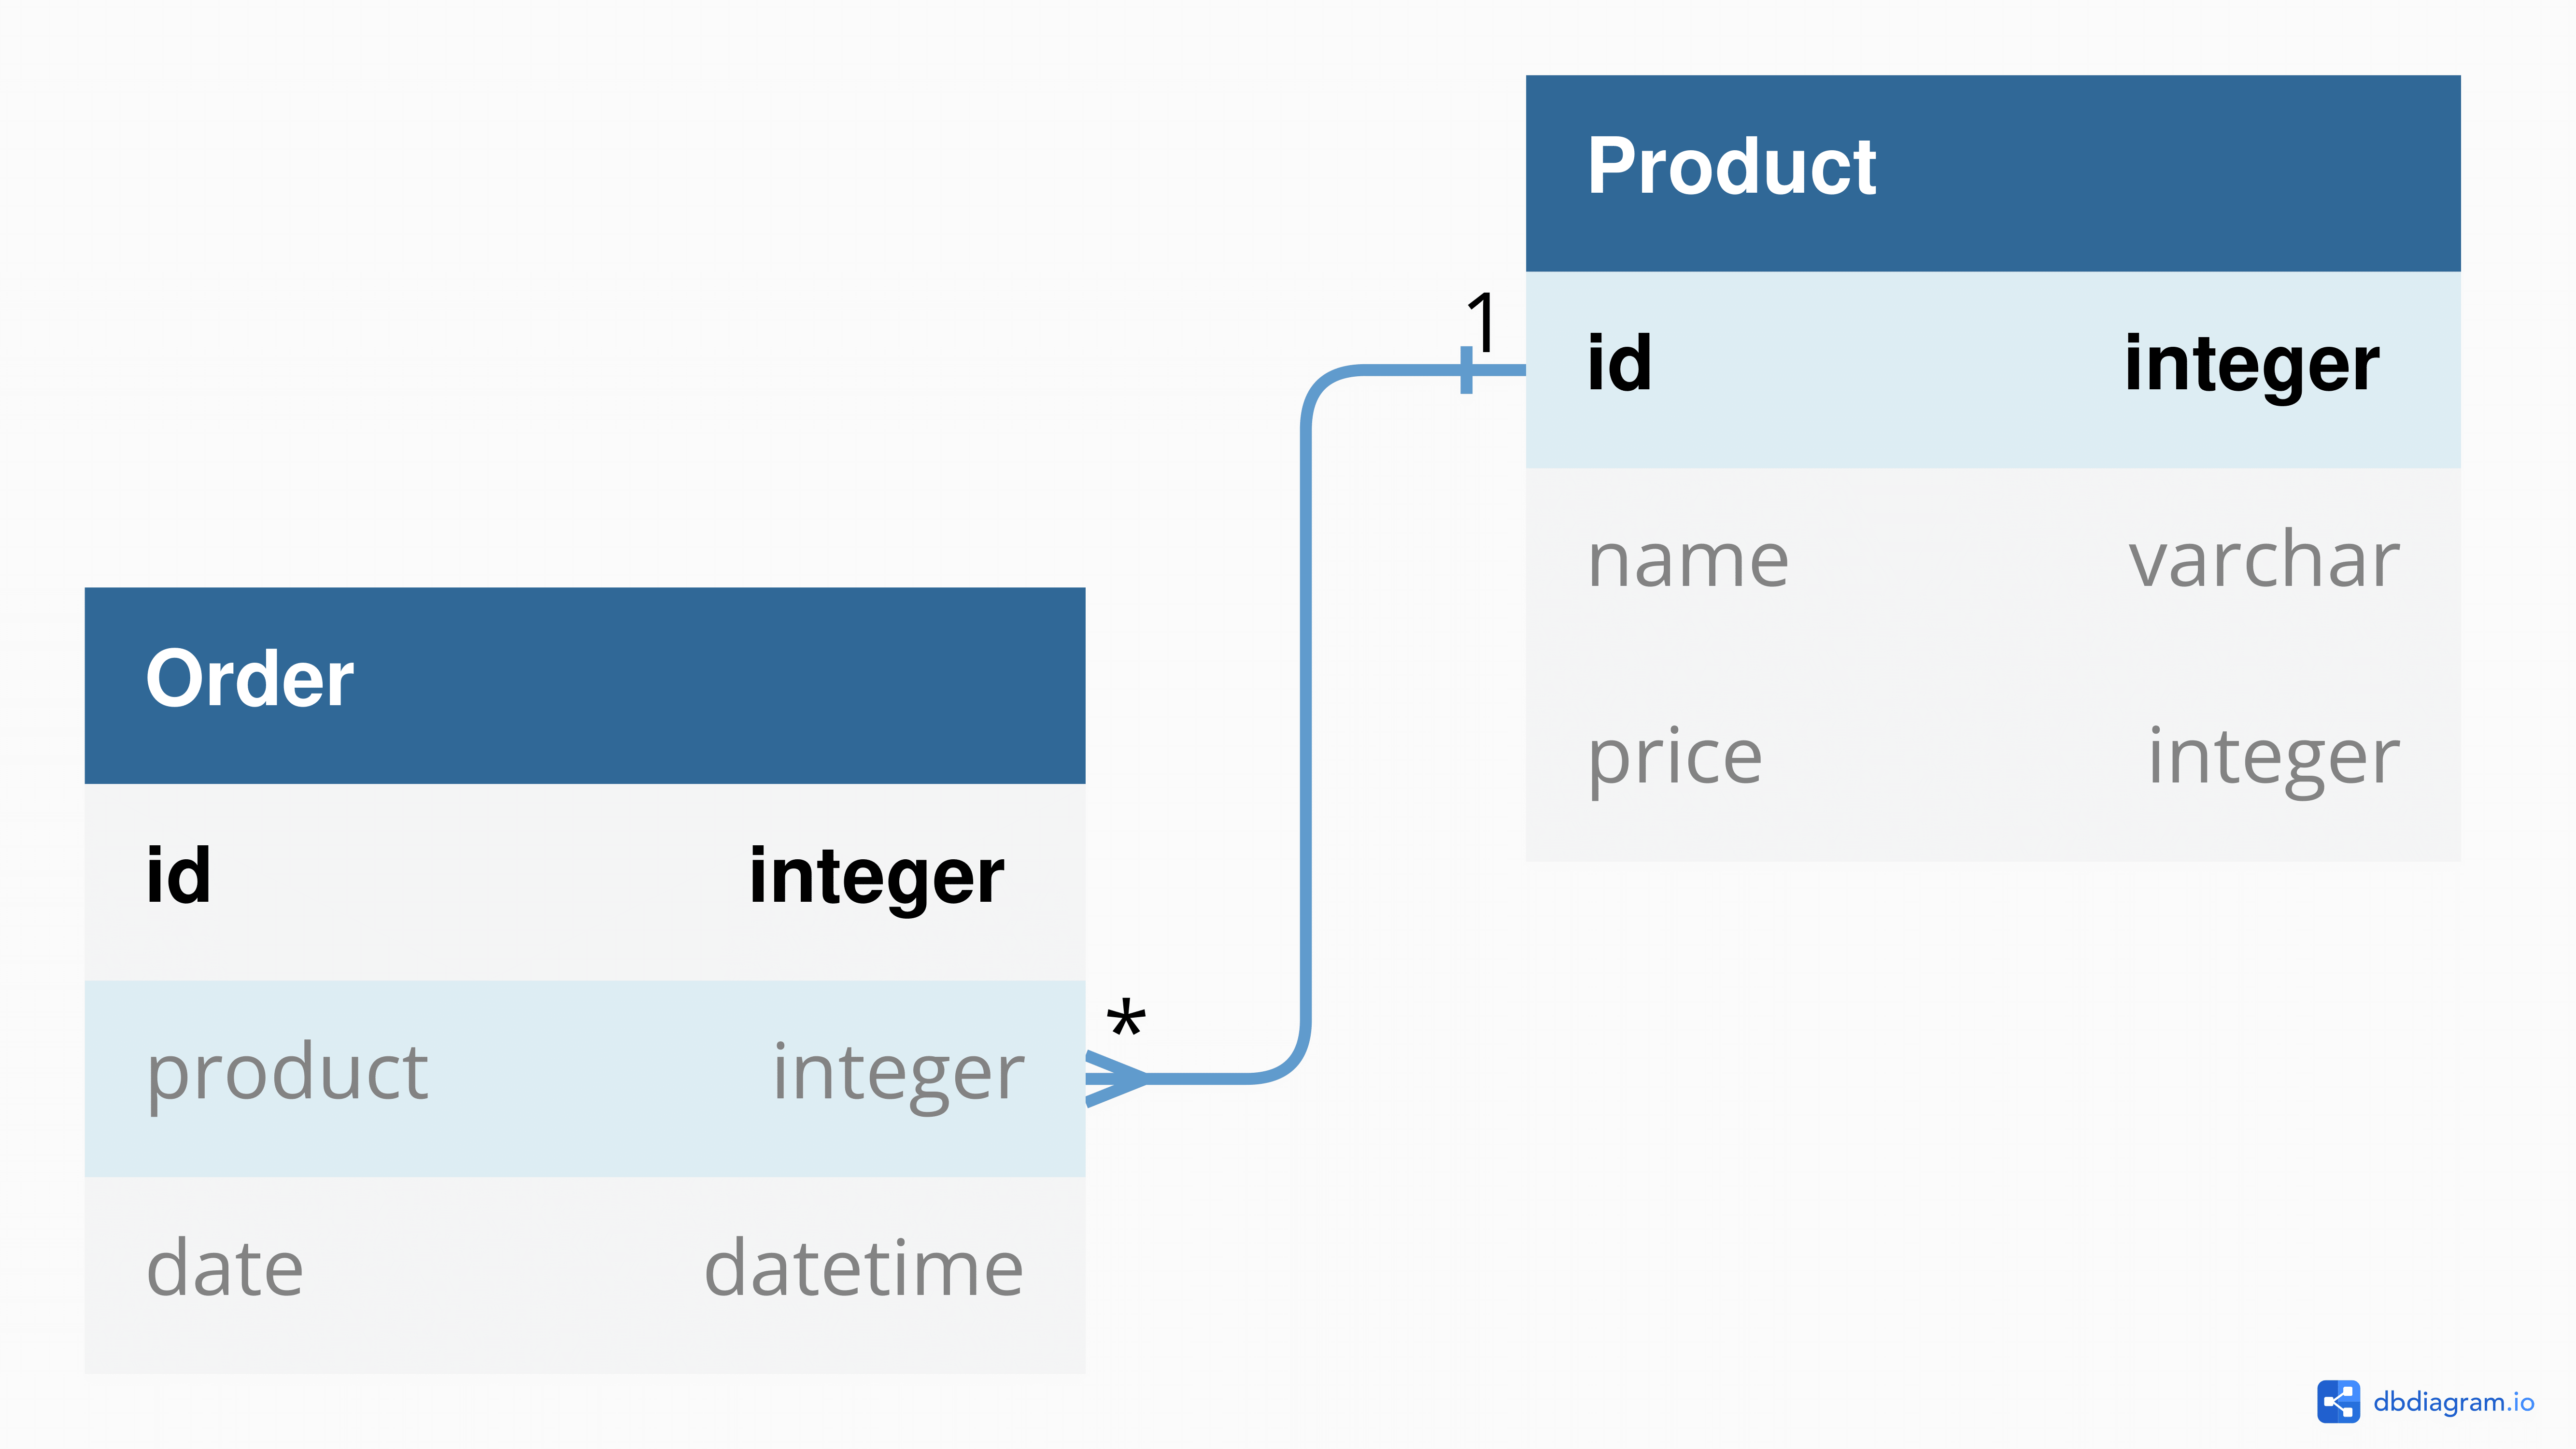 Product
1
id integer
name varchar
price integer
Order
id integer
*
product integer
date datetime
dbdiagram.io